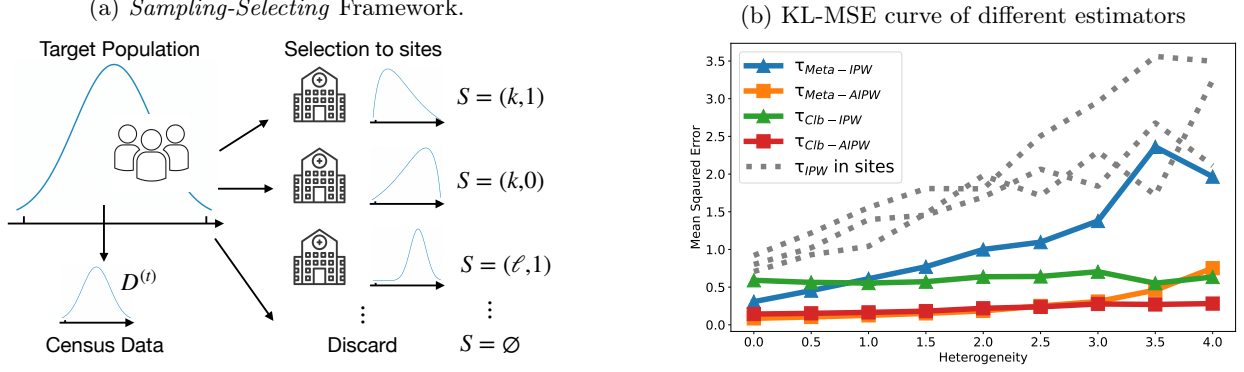 (a) Sampling-Selecting Framework.
Target Population
Selection to sites
S = (k,1)
S = (k,0)
S = (ℓ,1)
⋮
⋮
D^(t)
Census Data
Discard
S = ∅
(b) KL-MSE curve of different estimators
τ_Meta−IPW
τ_Meta−AIPW
τ_Clb−IPW
τ_Clb−AIPW
τ_IPW in sites
Mean Sqaured Error
3.5
3.0
2.5
2.0
1.5
1.0
0.5
0.0
0.0 0.5 1.0 1.5 2.0 2.5 3.0 3.5 4.0
Heterogeneity